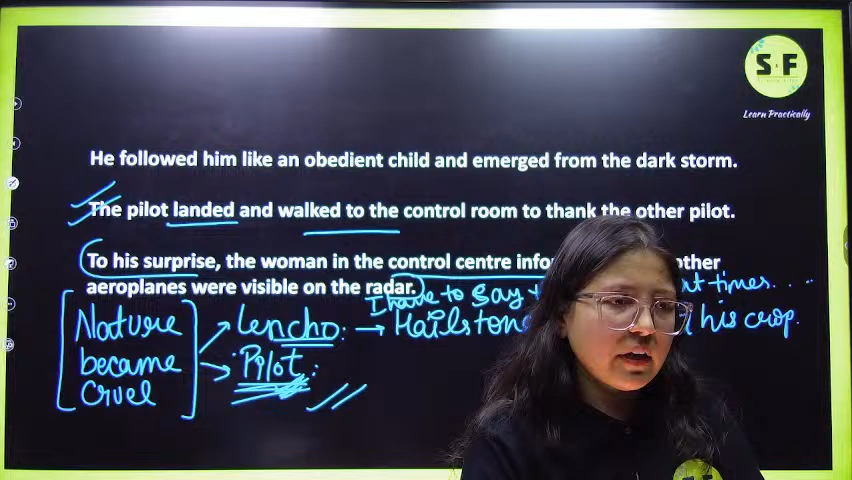 S&F
Learn Practically
He followed him like an obedient child and emerged from the dark storm.
The pilot landed and walked to the control room to thank the other pilot.
To his surprise, the woman in the control centre other
aeroplanes were visible on the radar.
I have to say times....
Nature Lencho: → Hailstone his crop.
became Pilot:
cruel